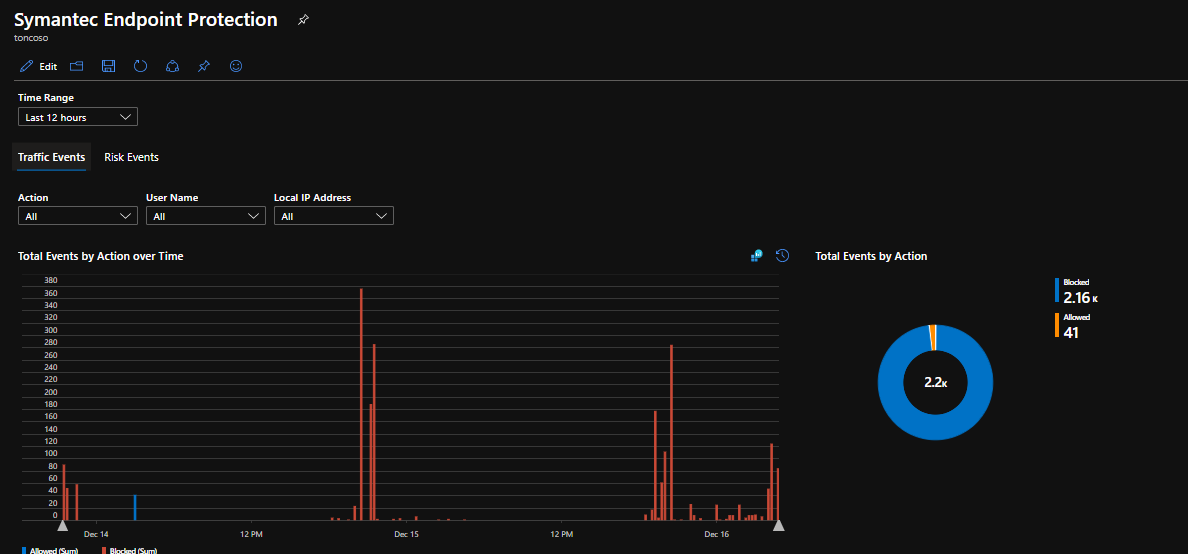 Symantec Endpoint Protection
toncoso
Edit
Time Range
Last 12 hours
Traffic Events Risk Events
Action User Name Local IP Address
All All All
Total Events by Action over Time
380
360
340
320
300
280
260
240
220
200
180
160
140
120
100
80
60
40
20
0
Dec 14 12 PM Dec 15 12 PM Dec 16
Allowed (Sum) Blocked (Sum)
Total Events by Action
2.2K
Blocked
2.16 K
Allowed
41